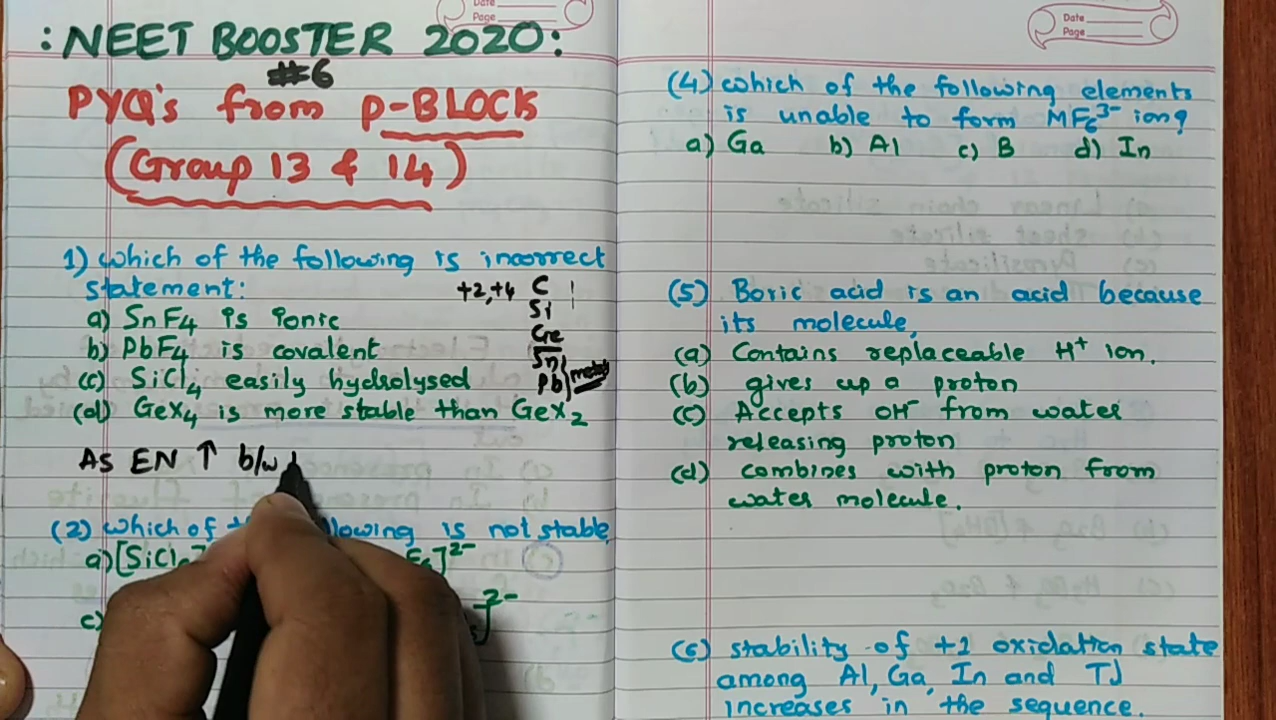 : NEET BOOSTER 2020:
#6
PYQ's from p-BLOCK
(Group 13 & 14)
1) which of the following is incorrect
statement:
+2,+4 C
Si
Ge
Sn
Pb
metals
a) SnF4 is ionic
b) PbF4 is covalent
(c) SiCl4 easily hydrolysed
(d) GeX4 is more stable than GeX2
As EN ↑ b/w
(2) which of
is not stable
a)
]2-
c)
]2-
Date
Page
Date
Page
(4) which of the following elements
is unable to form MF6 3- ion?
a) Ga b) Al c) B d) In
(5) Boric acid is an acid because
its molecule,
(a) Contains replaceable H+ ion.
(b) gives up a proton
(c) Accepts OH- from water
releasing proton
(d) combines with proton from
water molecule.
(6) stability of +1 oxidation state
among Al, Ga, In and Tl
increases in the sequence.